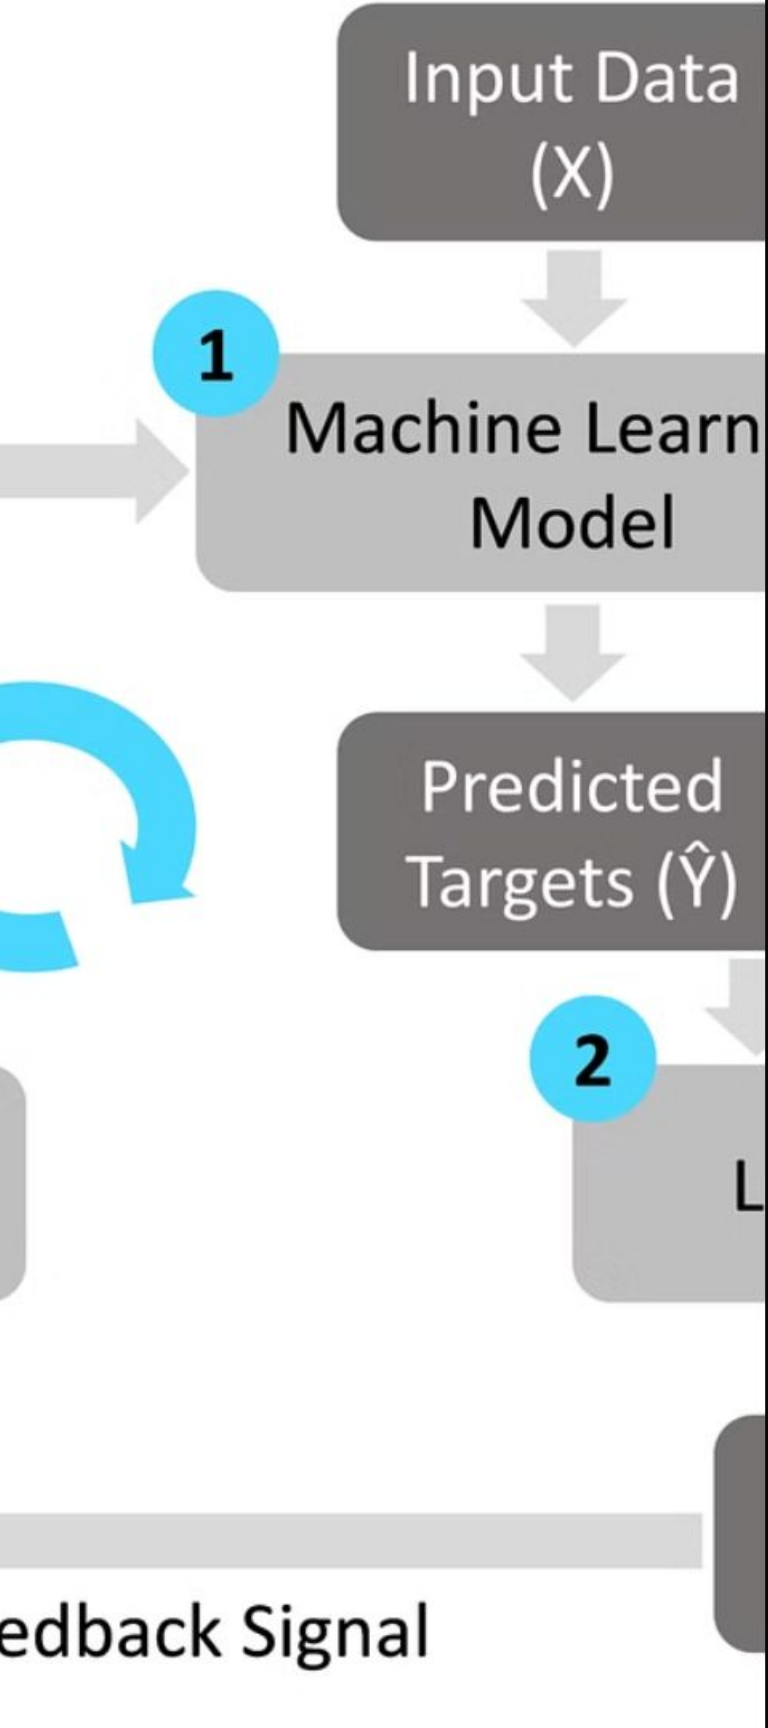 Input Data
(X)
1
Machine Learn
Model
Predicted
Targets (Ŷ)
2
L
edback Signal